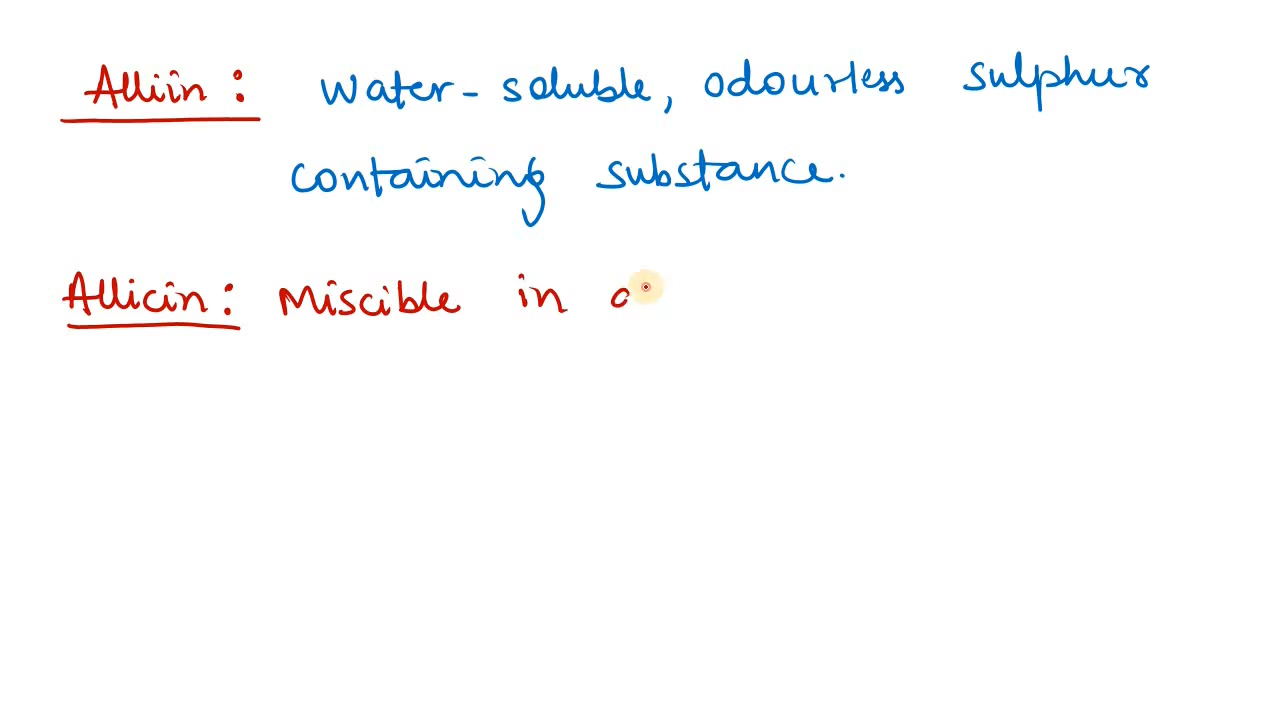 Alliin : Water-soluble, odourless sulphur
containing substance.
Allicin : Miscible in o